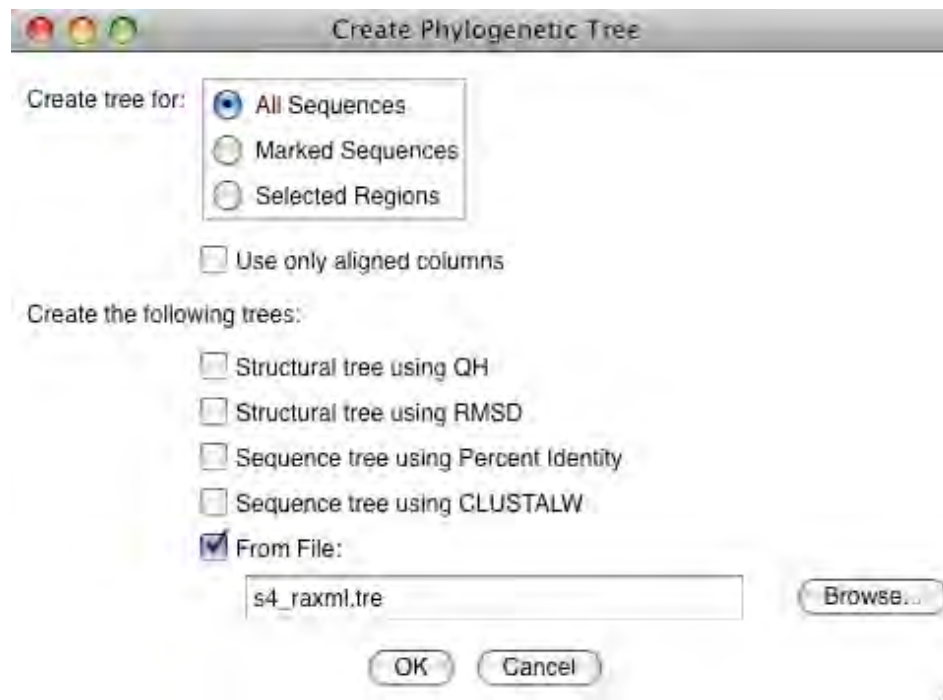 Create Phylogenetic Tree
Create tree for:
All Sequences
Marked Sequences
Selected Regions
Use only aligned columns
Create the following trees:
Structural tree using QH
Structural tree using RMSD
Sequence tree using Percent Identity
Sequence tree using CLUSTALW
From File:
s4_raxml.tre
Browse...
OK
Cancel